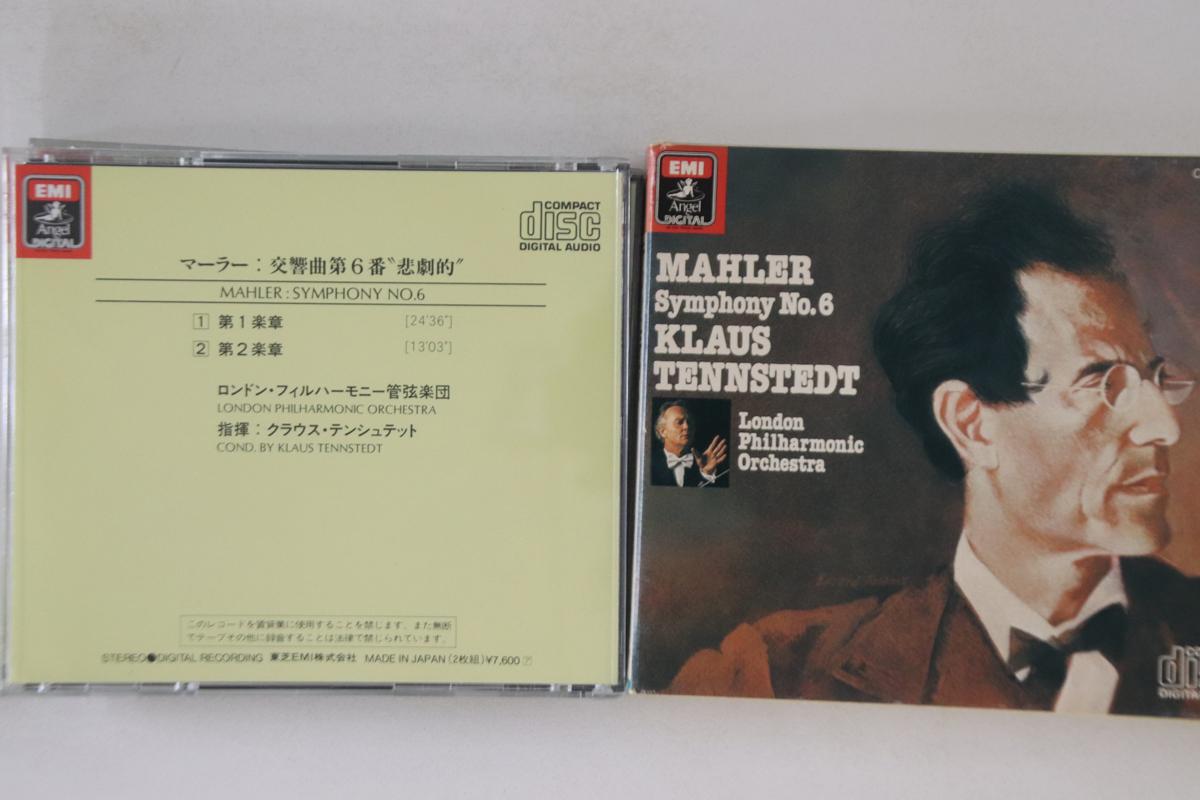 EMI
Angel
DIGITAL
COMPACT
disc
DIGITAL AUDIO
マーラー：交響曲第6番“悲劇的”
MAHLER : SYMPHONY NO.6
1 第1楽章 [24'36"]
2 第2楽章 [13'03"]
ロンドン・フィルハーモニー管弦楽団
LONDON PHILHARMONIC ORCHESTRA
指揮：クラウス・テンシュテット
COND. BY KLAUS TENNSTEDT
このレコードを賃貸業に使用することを禁じます。また無断
でテープその他に録音することは法律で禁じられています。
STEREO●DIGITAL RECORDING 東芝EMI株式会社 MADE IN JAPAN (2枚組)¥7,600
EMI
Angel
DIGITAL
MAHLER
Symphony No. 6
KLAUS
TENNSTEDT
London
Philharmonic
Orchestra